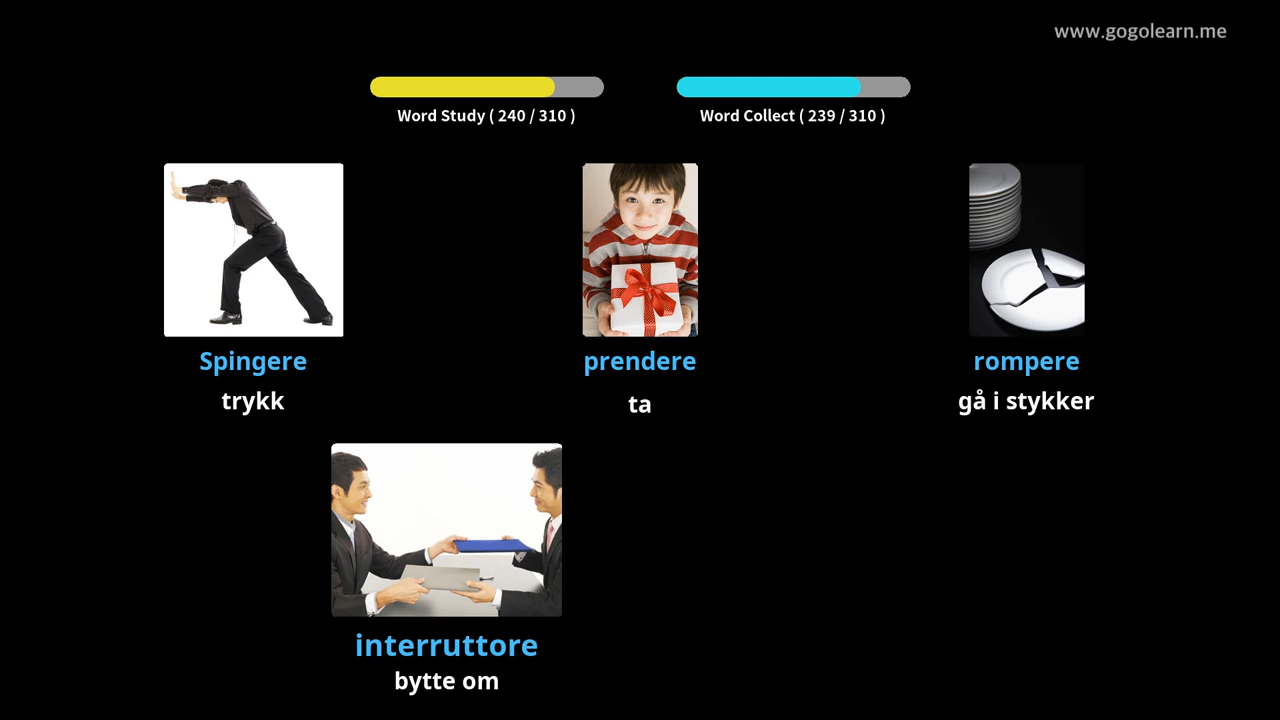 www.gogolearn.me
Word Study ( 240 / 310 )
Word Collect ( 239 / 310 )
Spingere
trykk
prendere
ta
rompere
gå i stykker
interruttore
bytte om